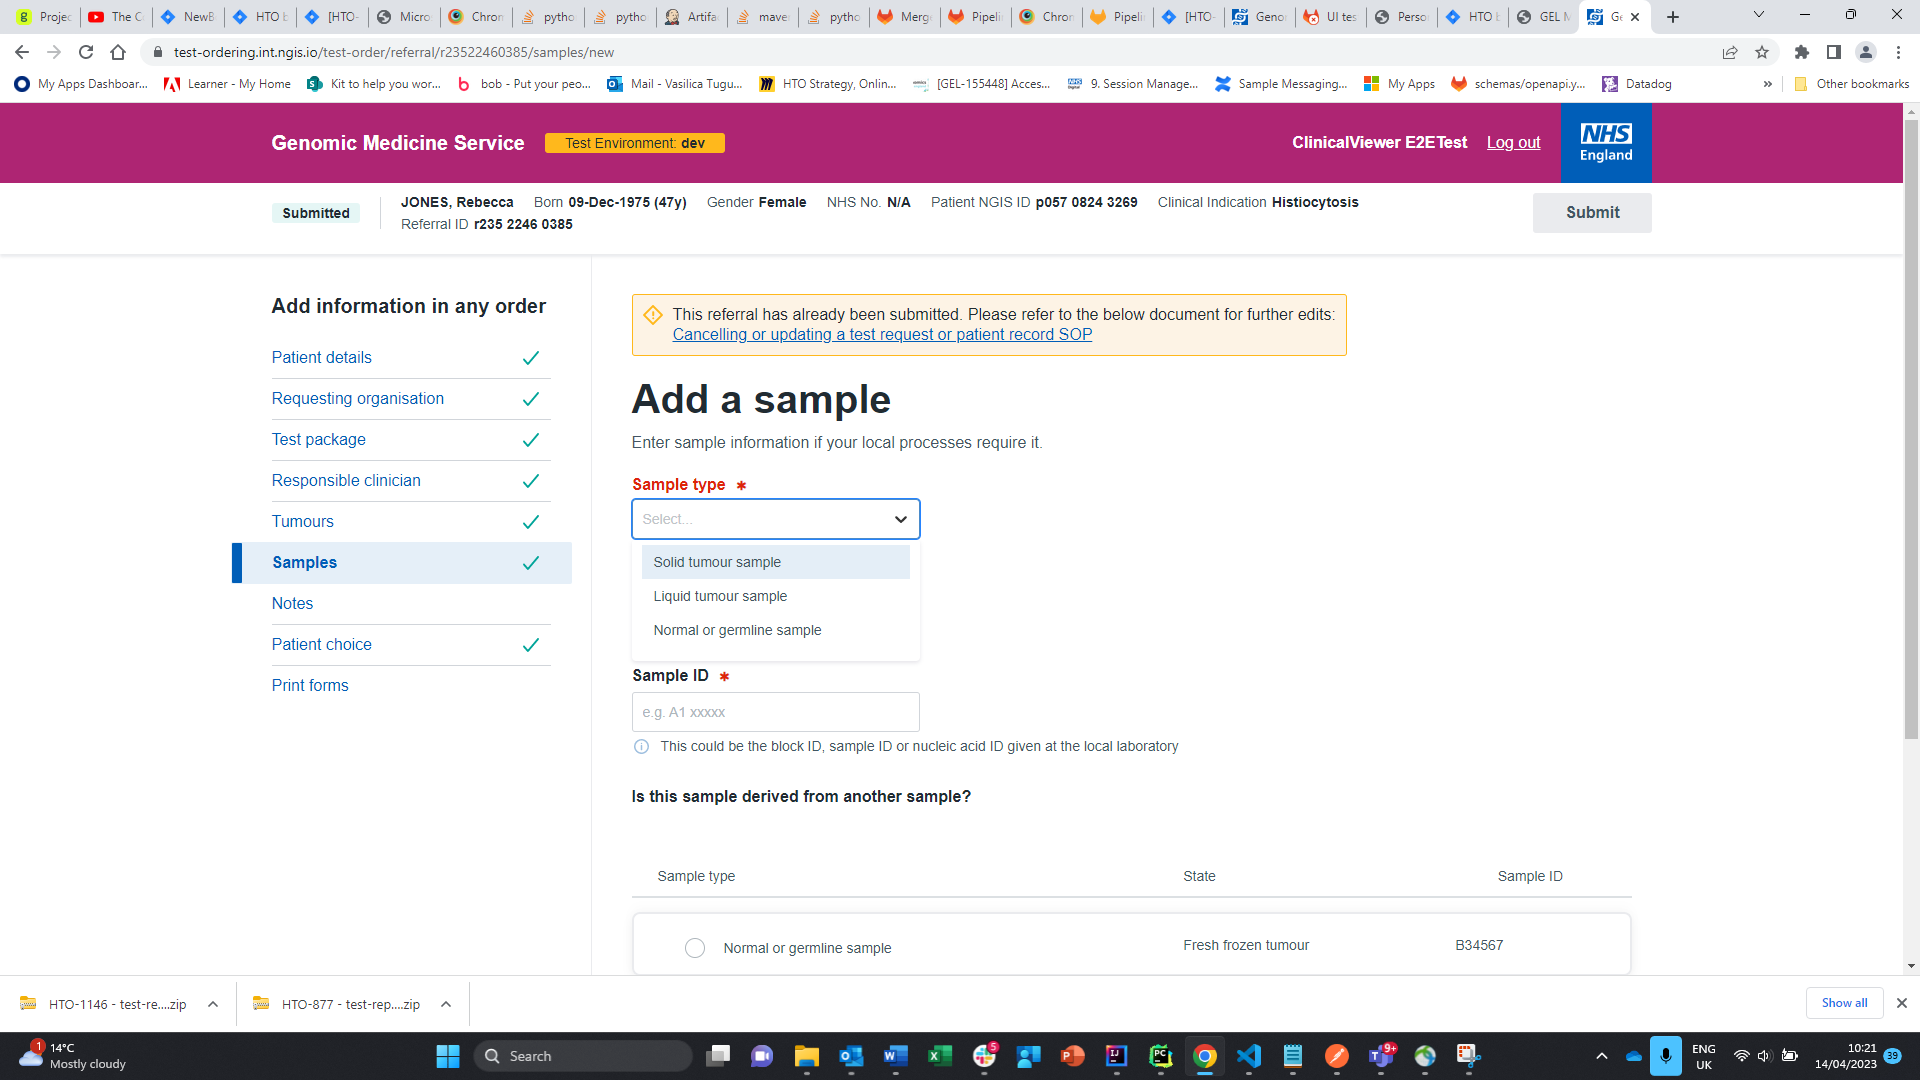 Projec
The C
NewB
HTO b
[HTO-
Micro
Chron
pytho
pytho
Artifa
mave
pytho
Merge
Pipeli
Chron
Pipeli
[HTO-
Genor
UI tes
Perso
HTO b
GEL M
Ge
test-ordering.int.ngis.io/test-order/referral/r23522460385/samples/new
My Apps Dashboar...
Learner - My Home
Kit to help you wor...
bob - Put your peo...
Mail - Vasilica Tugu...
HTO Strategy, Onlin...
[GEL-155448] Acces...
9. Session Manage...
Sample Messaging...
My Apps
schemas/openapi.y...
Datadog
»
Other bookmarks
Genomic Medicine Service
Test Environment: dev
ClinicalViewer E2ETest
Log out
NHS
England
Submitted
JONES, Rebecca Born 09-Dec-1975 (47y) Gender Female NHS No. N/A Patient NGIS ID p057 0824 3269 Clinical Indication Histiocytosis
Referral ID r235 2246 0385
Submit
Add information in any order
Patient details
Requesting organisation
Test package
Responsible clinician
Tumours
Samples
Notes
Patient choice
Print forms
This referral has already been submitted. Please refer to the below document for further edits:
Cancelling or updating a test request or patient record SOP
Add a sample
Enter sample information if your local processes require it.
Sample type *
Select...
Solid tumour sample
Liquid tumour sample
Normal or germline sample
Sample ID *
e.g. A1 xxxxx
This could be the block ID, sample ID or nucleic acid ID given at the local laboratory
Is this sample derived from another sample?
Sample type State Sample ID
Normal or germline sample Fresh frozen tumour B34567
HTO-1146 - test-re....zip
HTO-877 - test-rep....zip
Show all
1
14°C
Mostly cloudy
Search
5
9+
ENG
UK
10:21
14/04/2023
39